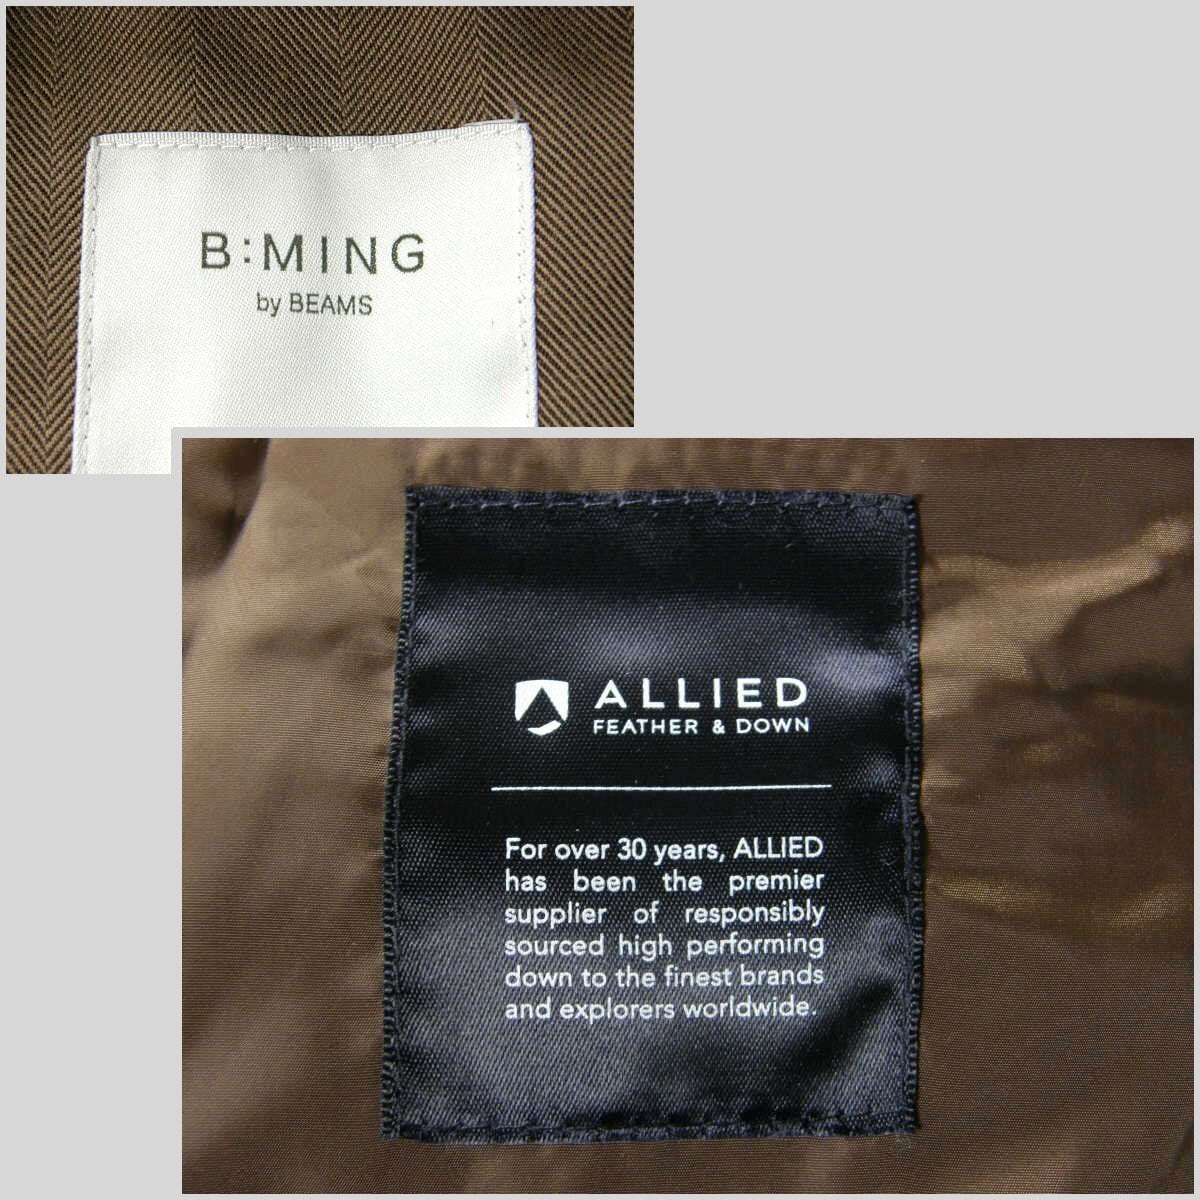 B:MING
by BEAMS
ALLIED
FEATHER & DOWN
For over 30 years, ALLIED
has been the premier
supplier of responsibly
sourced high performing
down to the finest brands
and explorers worldwide.